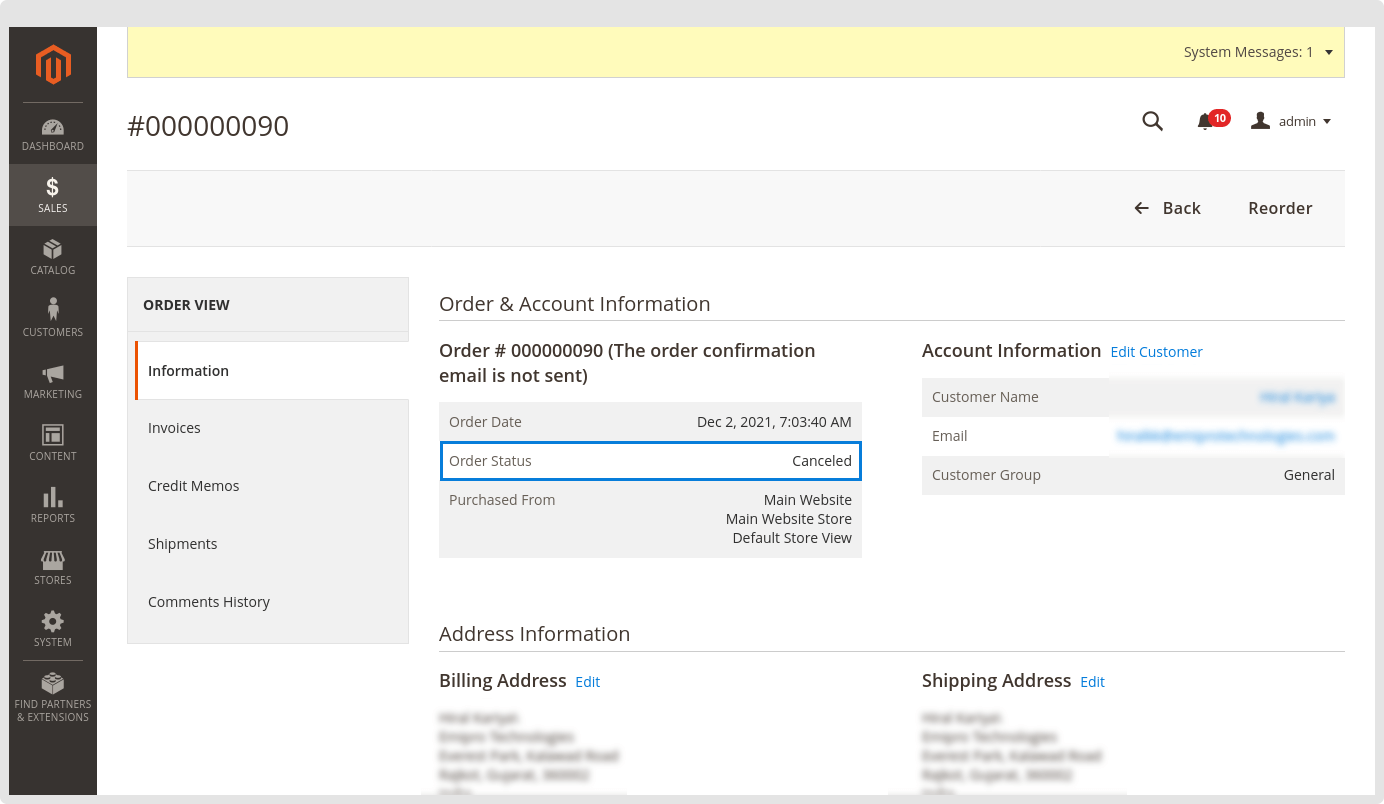 System Messages: 1
#000000090
10
admin
DASHBOARD
$
SALES
CATALOG
CUSTOMERS
MARKETING
CONTENT
REPORTS
STORES
SYSTEM
FIND PARTNERS
& EXTENSIONS
Back
Reorder
ORDER VIEW
Information
Invoices
Credit Memos
Shipments
Comments History
Order & Account Information
Order # 000000090 (The order confirmation
email is not sent)
Order Date Dec 2, 2021, 7:03:40 AM
Order Status Canceled
Purchased From Main Website
Main Website Store
Default Store View
Account Information Edit Customer
Customer Name
Email
Customer Group General
Address Information
Billing Address Edit
Shipping Address Edit